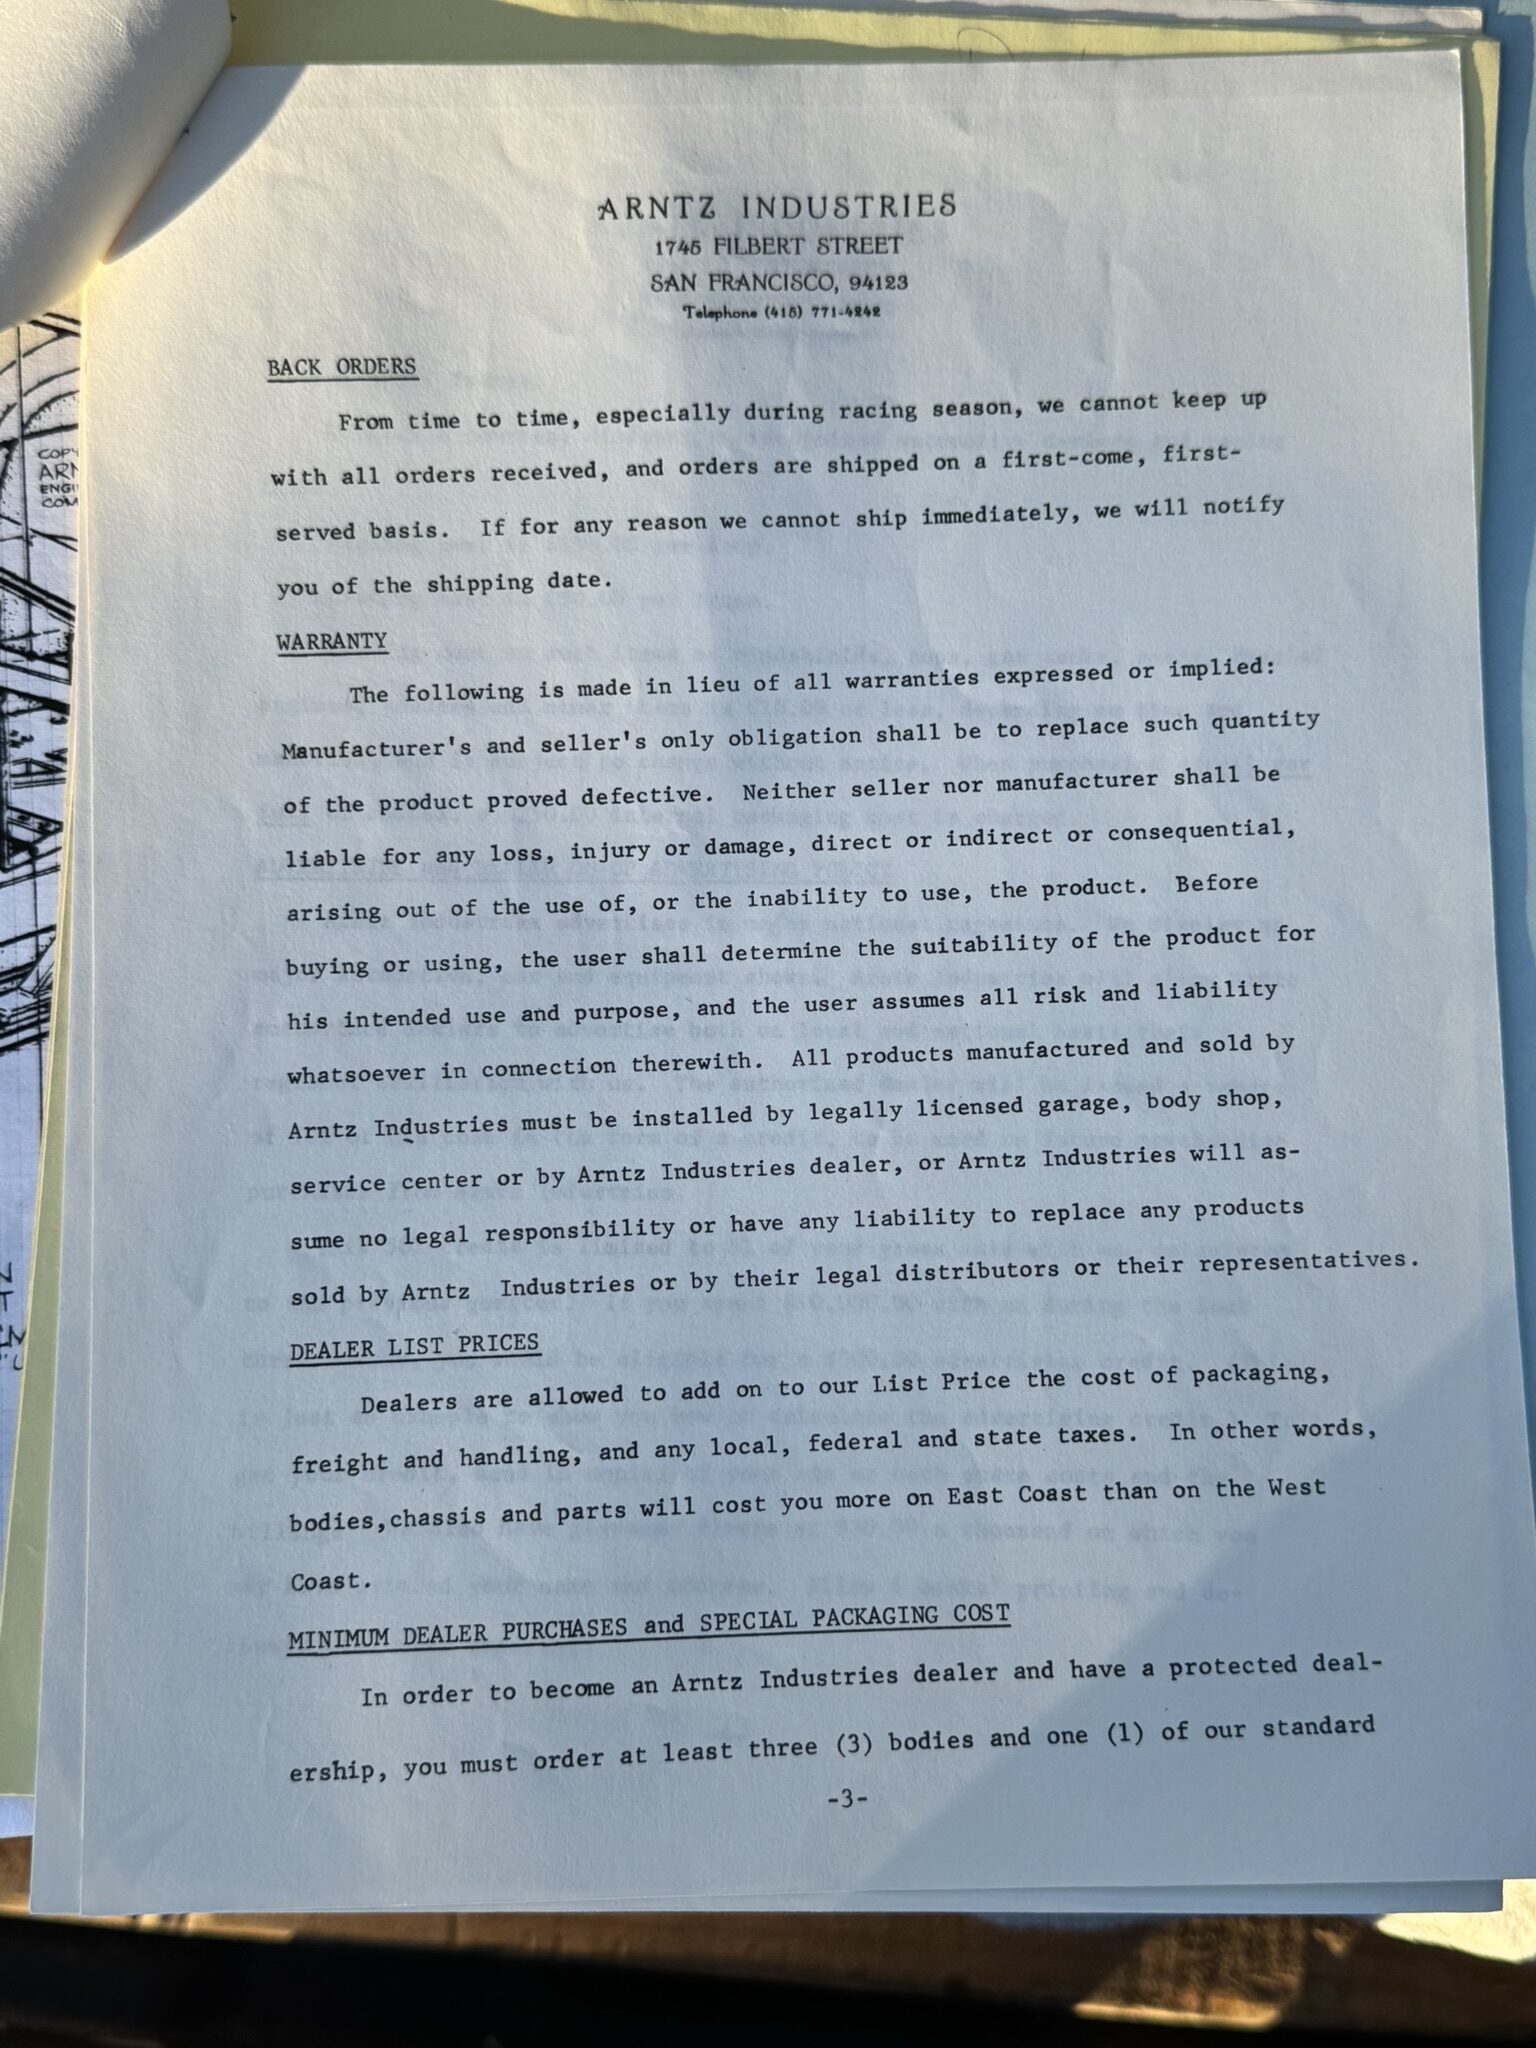 ARNTZ INDUSTRIES
1745 FILBERT STREET
SAN FRANCISCO, 94123
Telephone (415) 771-4242
BACK ORDERS
From time to time, especially during racing season, we cannot keep up
with all orders received, and orders are shipped on a first-come, first-
served basis. If for any reason we cannot ship immediately, we will notify
you of the shipping date.
WARRANTY
The following is made in lieu of all warranties expressed or implied:
Manufacturer's and seller's only obligation shall be to replace such quantity
of the product proved defective. Neither seller nor manufacturer shall be
liable for any loss, injury or damage, direct or indirect or consequential,
arising out of the use of, or the inability to use, the product. Before
buying or using, the user shall determine the suitability of the product for
his intended use and purpose, and the user assumes all risk and liability
whatsoever in connection therewith. All products manufactured and sold by
Arntz Industries must be installed by legally licensed garage, body shop,
service center or by Arntz Industries dealer, or Arntz Industries will as-
sume no legal responsibility or have any liability to replace any products
sold by Arntz Industries or by their legal distributors or their representatives.
DEALER LIST PRICES
Dealers are allowed to add on to our List Price the cost of packaging,
freight and handling, and any local, federal and state taxes. In other words,
bodies,chassis and parts will cost you more on East Coast than on the West
Coast.
MINIMUM DEALER PURCHASES and SPECIAL PACKAGING COST
In order to become an Arntz Industries dealer and have a protected deal-
ership, you must order at least three (3) bodies and one (1) of our standard
-3-